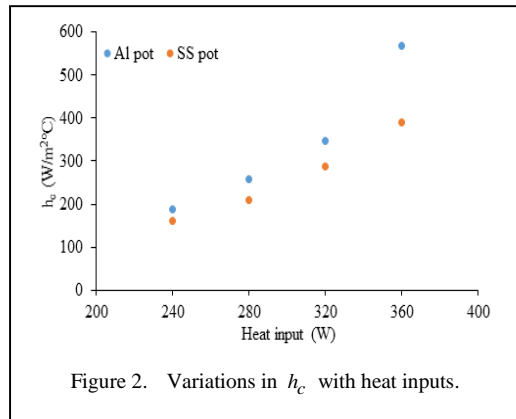 600
500
400
300
200
100
0
h_c (W/m²°C)
Al pot SS pot
200 240 280 320 360 400
Heat input (W)
Figure 2. Variations in h_c with heat inputs.